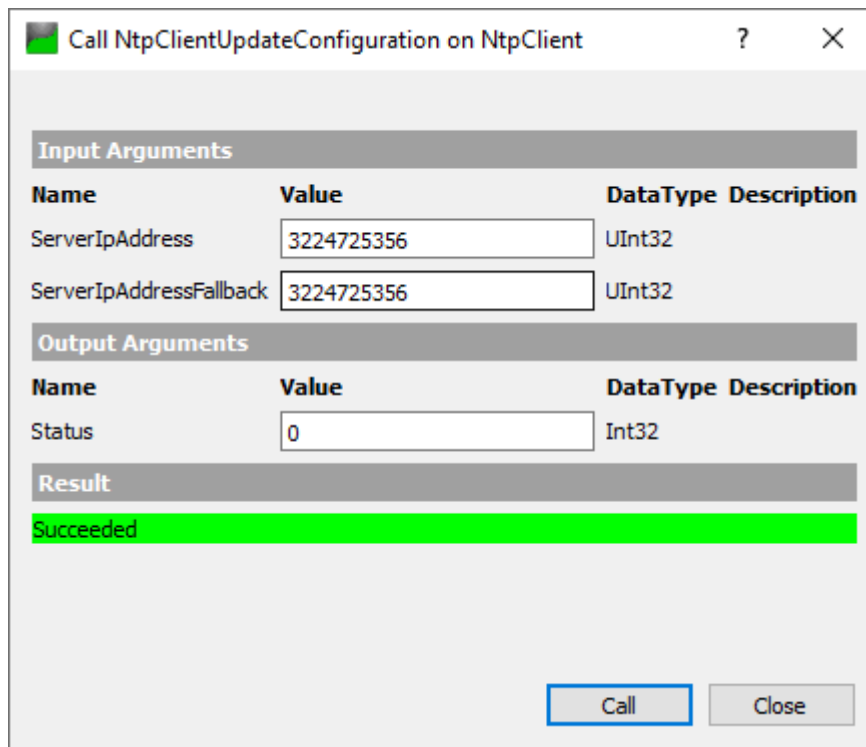 Call NtpClientUpdateConfiguration on NtpClient ?
Input Arguments
Name Value DataType Description
ServerIpAddress 3224725356 UInt32
ServerIpAddressFallback 3224725356 UInt32
Output Arguments
Name Value DataType Description
Status 0 Int32
Result
Succeeded
Call Close